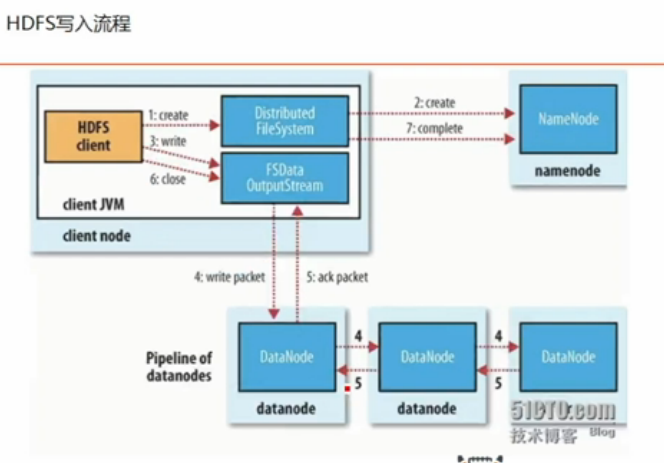 HDFS写入流程
HDFS
client
1: create
3: write
6: close
Distributed
FileSystem
FSData
OutputStream
client JVM
client node
2: create
7: complete
NameNode
namenode
4: write packet
5: ack packet
Pipeline of
datanodes
DataNode
datanode
4
5
DataNode
datanode
4
5
DataNode
51CTO.com
技术博客 Blog